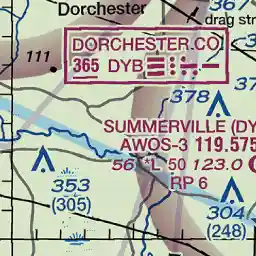 Dorchester
367
drag str
111
DORCHESTER CO
365 DYB
378
SUMMERVILLE (DY
AWOS-3 119.575
56 *L 50 123.0 C
RP 6
353
(305)
304
(248)